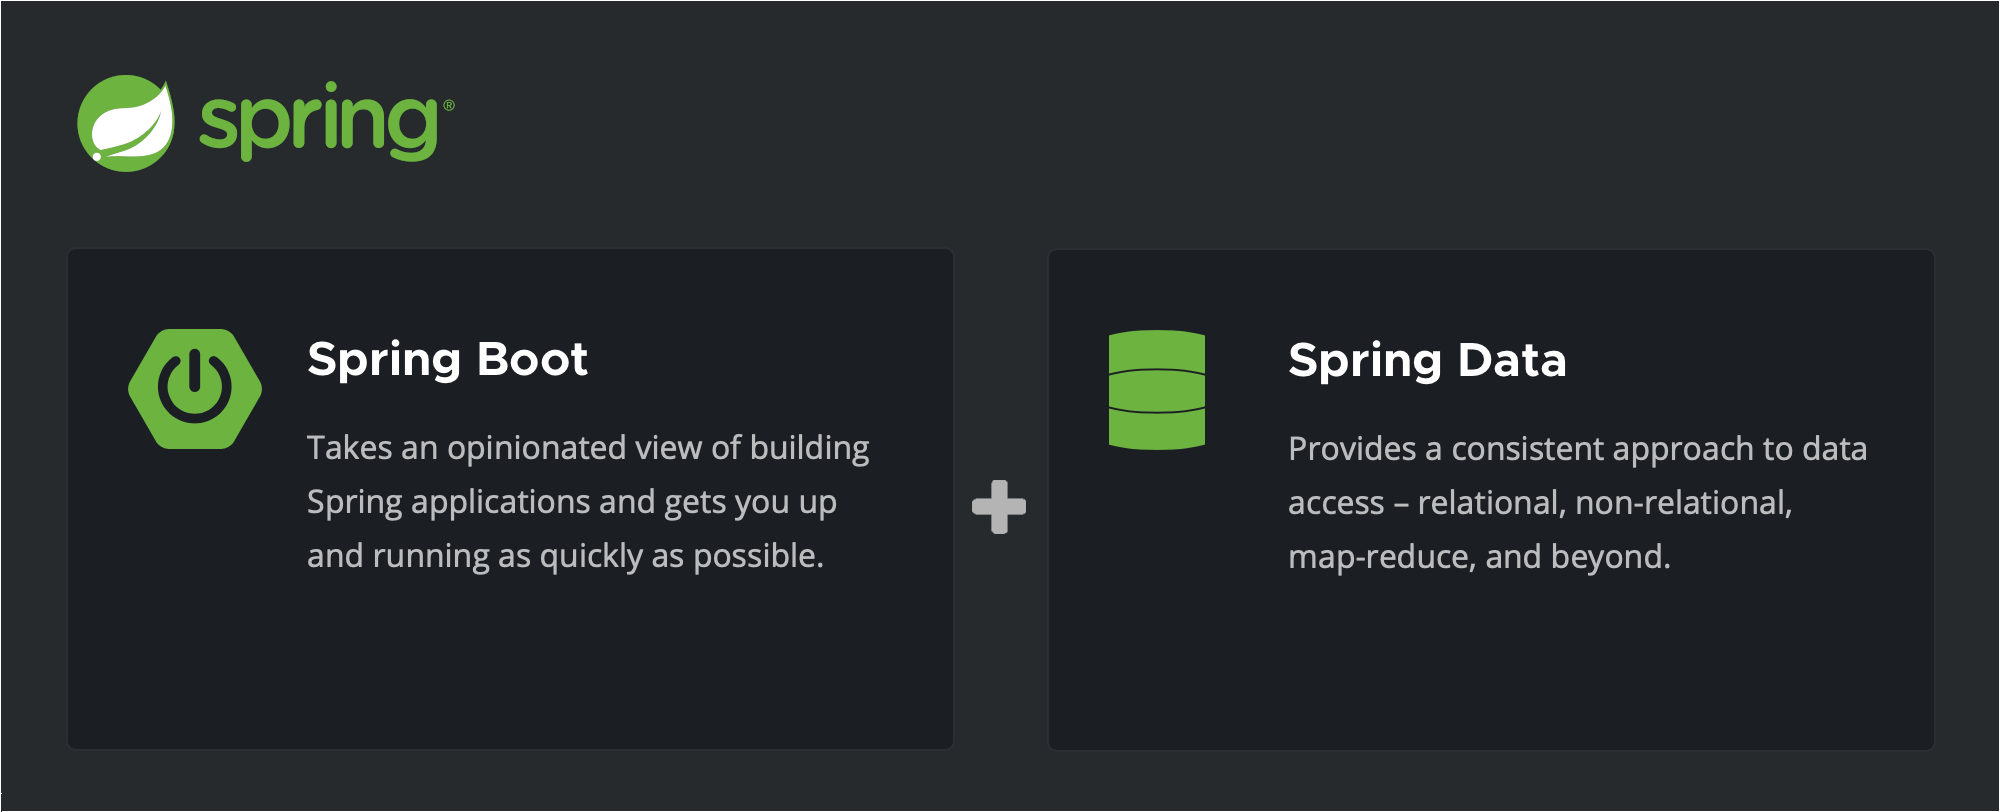 spring®
Spring Boot
Takes an opinionated view of building
Spring applications and gets you up
and running as quickly as possible.
Spring Data
Provides a consistent approach to data
access – relational, non-relational,
map-reduce, and beyond.